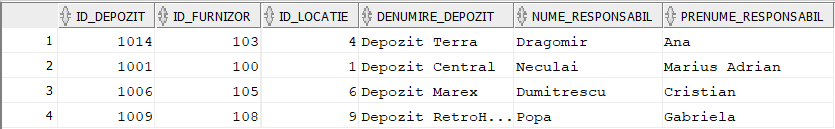 ID_DEPOZIT ID_FURNIZOR ID_LOCATIE DENUMIRE_DEPOZIT NUME_RESPONSABIL PRENUME_RESPONSABIL
1 1014 103 4 Depozit Terra Dragomir Ana
2 1001 100 1 Depozit Central Neculai Marius Adrian
3 1006 105 6 Depozit Marex Dumitrescu Cristian
4 1009 108 9 Depozit RetroH... Popa Gabriela